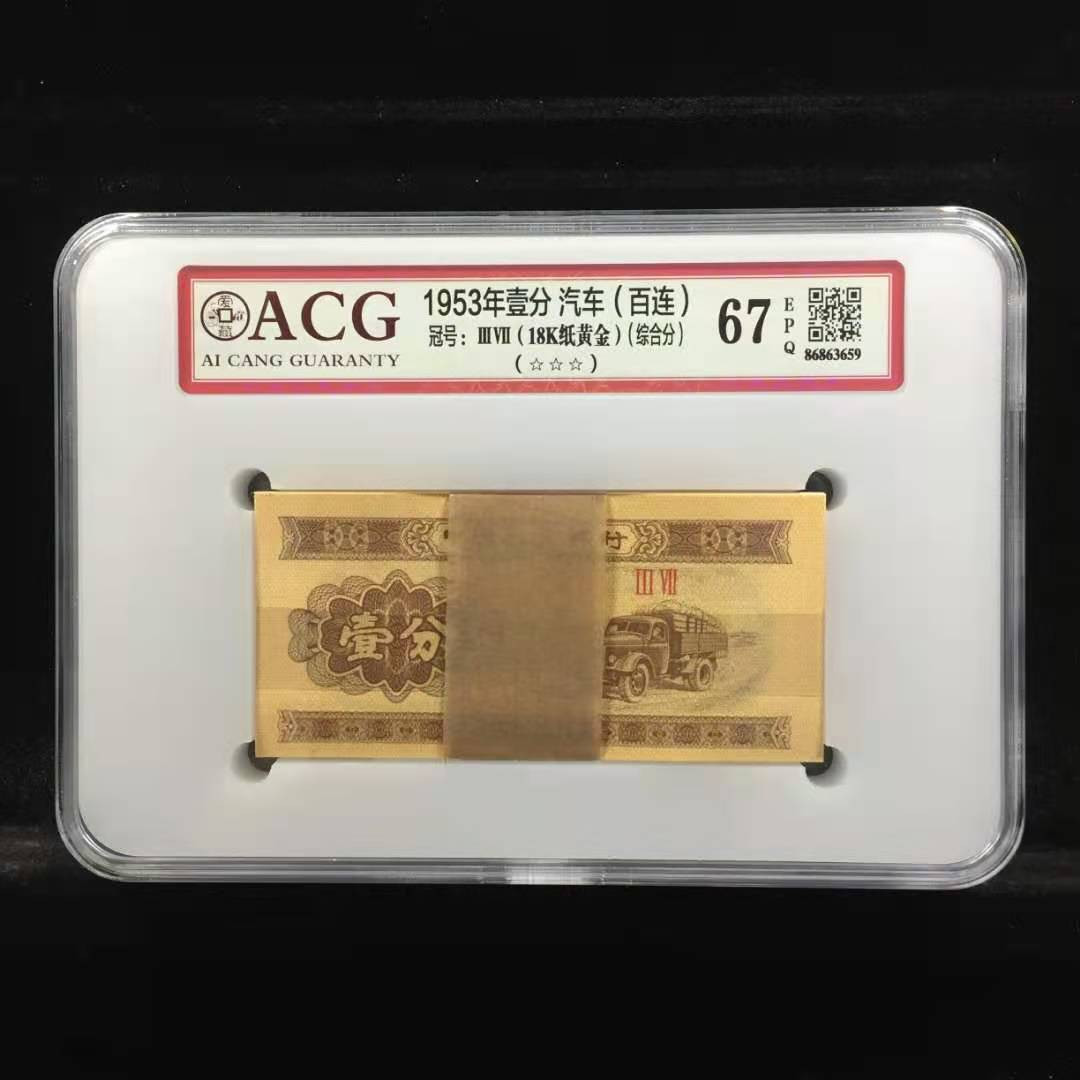 ACG
AI CANG GUARANTY
1953年壹分 汽车（百连）
冠号：ⅢⅦ（18K纸黄金）（综合分）
（☆☆☆）
67
EPQ
86863659
ⅢⅦ
壹分